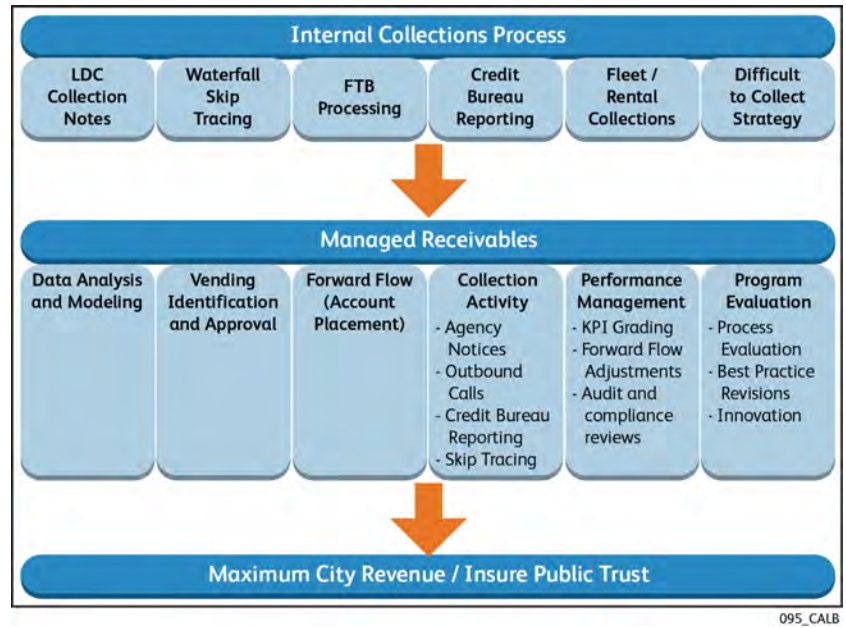 Internal Collections Process
LDC
Collection
Notes
Waterfall
Skip
Tracing
FTB
Processing
Credit
Bureau
Reporting
Fleet /
Rental
Collections
Difficult
to Collect
Strategy
Managed Receivables
Data Analysis
and Modeling
Vending
Identification
and Approval
Forward Flow
(Account
Placement)
Collection
Activity
- Agency
Notices
- Outbound
Calls
- Credit Bureau
Reporting
- Skip Tracing
Performance
Management
- KPI Grading
- Forward Flow
Adjustments
- Audit and
compliance
reviews
Program
Evaluation
- Process
Evaluation
- Best Practice
Revisions
- Innovation
Maximum City Revenue / Insure Public Trust
095_CALB